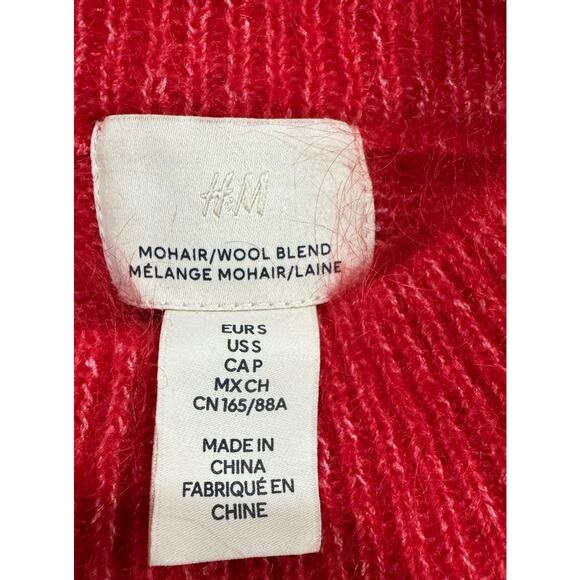 H&M
MOHAIR/WOOL BLEND
MÉLANGE MOHAIR/LAINE
EUR S
US S
CA P
MX CH
CN 165/88A
MADE IN
CHINA
FABRIQUÉ EN
CHINE